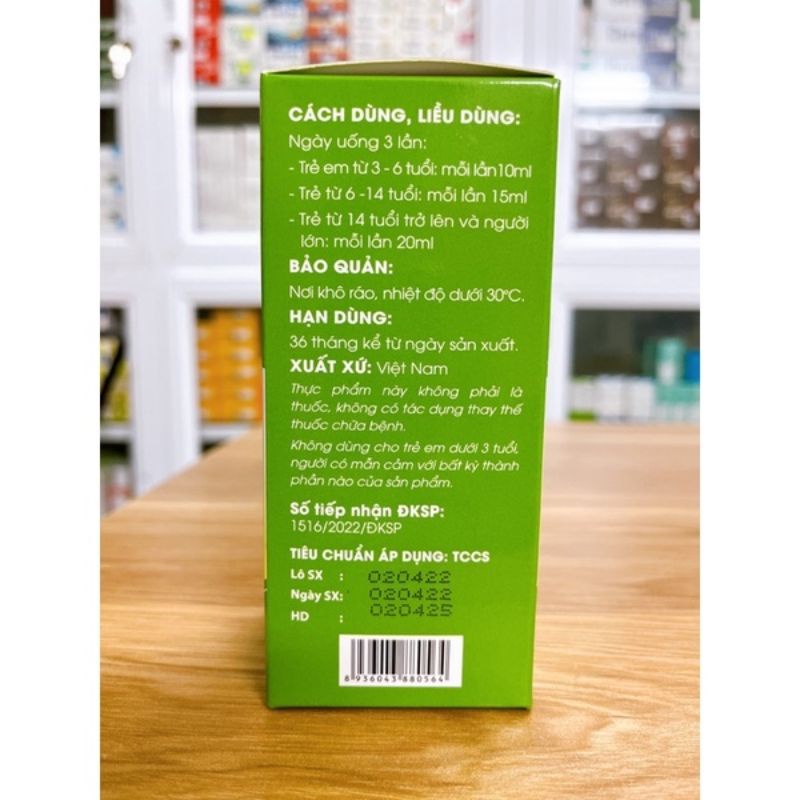 CÁCH DÙNG, LIỀU DÙNG:
Ngày uống 3 lần:
- Trẻ em từ 3 - 6 tuổi: mỗi lần10ml
- Trẻ từ 6 -14 tuổi: mỗi lần 15ml
- Trẻ từ 14 tuổi trở lên và người
lớn: mỗi lần 20ml
BẢO QUẢN:
Nơi khô ráo, nhiệt độ dưới 30°C.
HẠN DÙNG:
36 tháng kể từ ngày sản xuất.
XUẤT XỨ: Việt Nam
Thực phẩm này không phải là
thuốc, không có tác dụng thay thế
thuốc chữa bệnh.
Không dùng cho trẻ em dưới 3 tuổi,
người có mẫn cảm với bất kỳ thành
phần nào của sản phẩm.
Số tiếp nhận ĐKSP:
1516/2022/ĐKSP
TIÊU CHUẨN ÁP DỤNG: TCCS
Lô SX : 020422
Ngày SX: 020422
HD : 020425
8 936043 880564